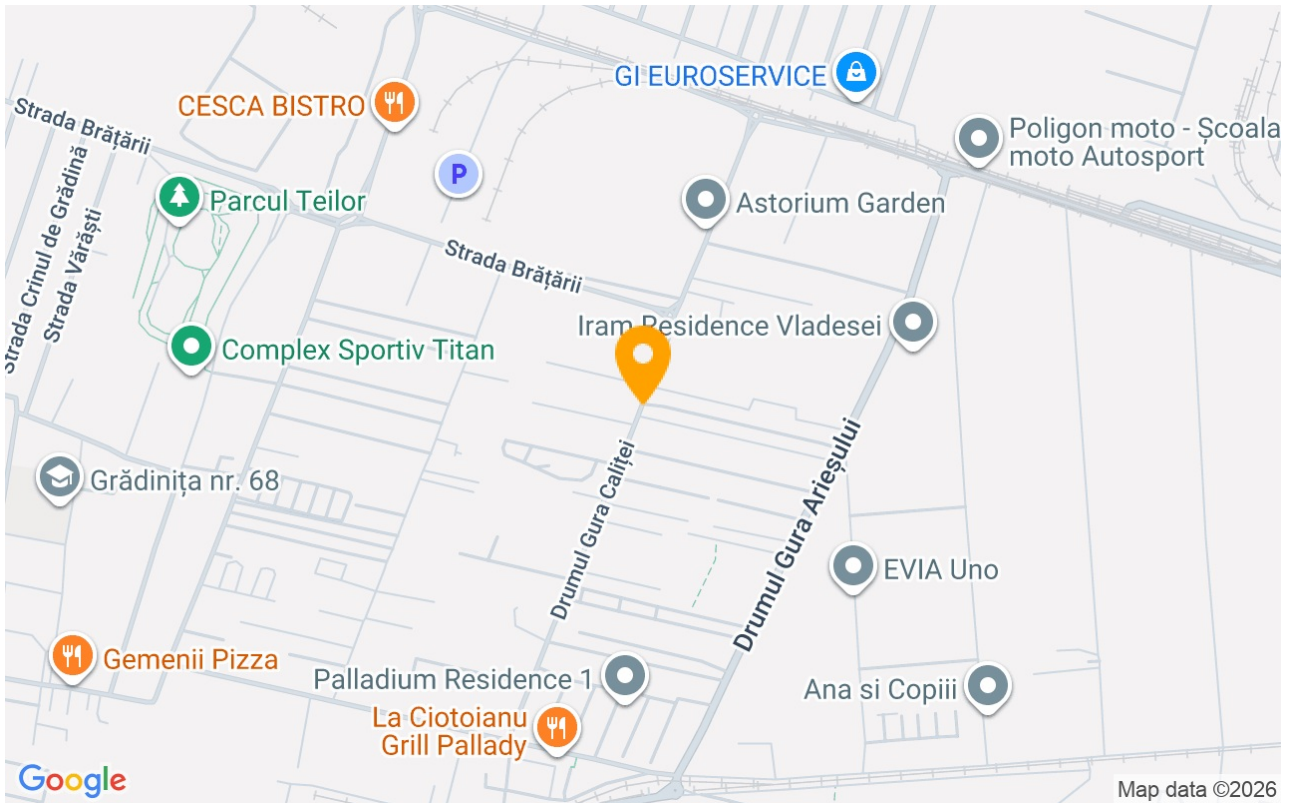 GI EUROSERVICE
CESCA BISTRO
Strada Brățării
Poligon moto - Școala
moto Autosport
P
Parcul Teilor
Astorium Garden
Strada Crinul de Grădină
Strada Vărăști
Strada Brățării
Iram Residence Vladesei
Complex Sportiv Titan
Grădinița nr. 68
Drumul Gura Caliței
Drumul Gura Arieșului
EVIA Uno
Gemenii Pizza
Palladium Residence 1
Ana si Copiii
La Ciotoianu
Grill Pallady
Google
Map data ©2026